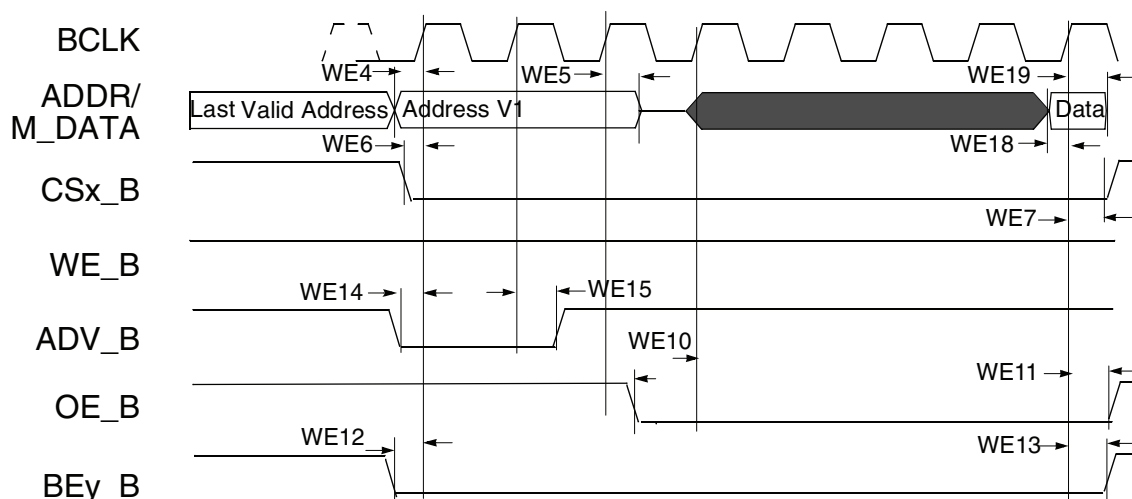 BCLK
WE4
WE5
WE19
ADDR/
M_DATA
Last Valid Address
Address V1
Data
WE6
WE18
CSx_B
WE7
WE_B
WE14
WE15
ADV_B
WE10
WE11
OE_B
WE12
WE13
BEy_B